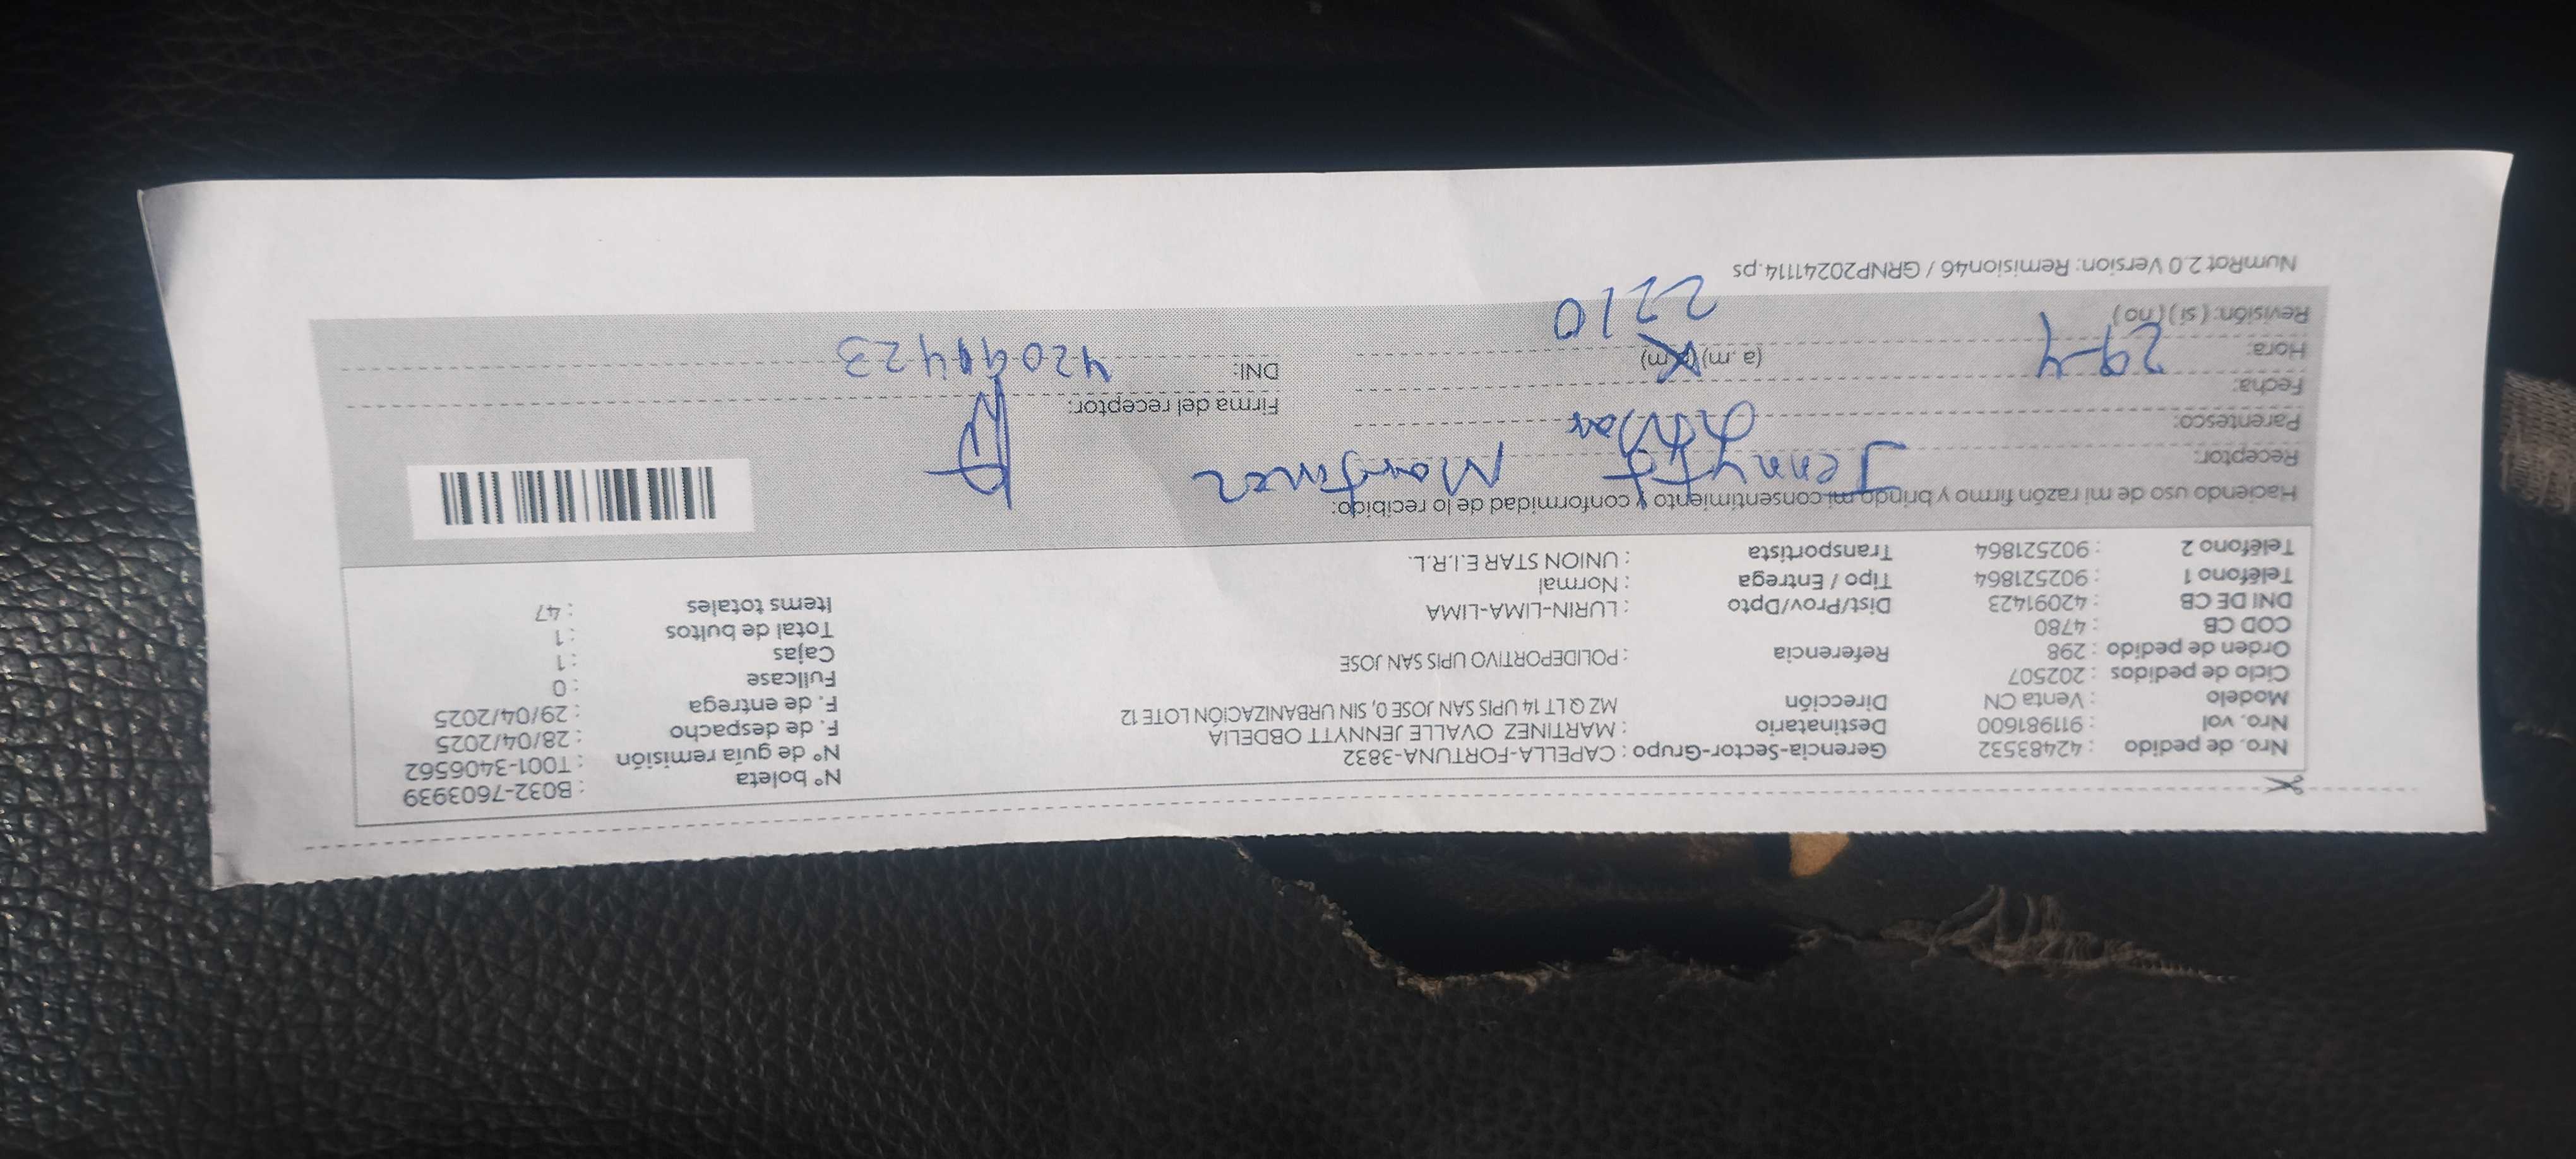 Nro. de pedido : 42483532 Gerencia-Sector-Grupo : CAPELLA-FORTUNA-3832 N° boleta : B032-7603939
Nro. vol : 911981600 Destinatario : MARTINEZ OVALLE JENNYTT OBDELIA N° de guía remisión : T001-3406562
Modelo : Venta CN Dirección MZ Q LT 14 UPIS SAN JOSE 0, SIN URBANIZACIÓN LOTE 12 F. de despacho : 28/04/2025
Ciclo de pedidos : 202507 F. de entrega : 29/04/2025
Orden de pedido : 298 Referencia : POLIDEPORTIVO UPIS SAN JOSE Fullcase : 0
COD CB : 4780 Cajas : 1
DNI DE CB : 42091423 Dist/Prov/Dpto : LURIN-LIMA-LIMA Total de bultos : 1
Teléfono 1 : 902521864 Tipo / Entrega : Normal Items totales : 47
Teléfono 2 : 902521864 Transportista : UNION STAR E.I.R.L.
Haciendo uso de mi razón firmo y brindo mi consentimiento y conformidad de lo recibido:
Receptor: Martinez
Parentesco: Firma del receptor:
Fecha: 29-4
Hora: (a. m) (p. m) DNI:
Revisión: ( si ) ( no ) 2210
NumRot 2.0 Version: Remision46 / GRNP20241114.ps